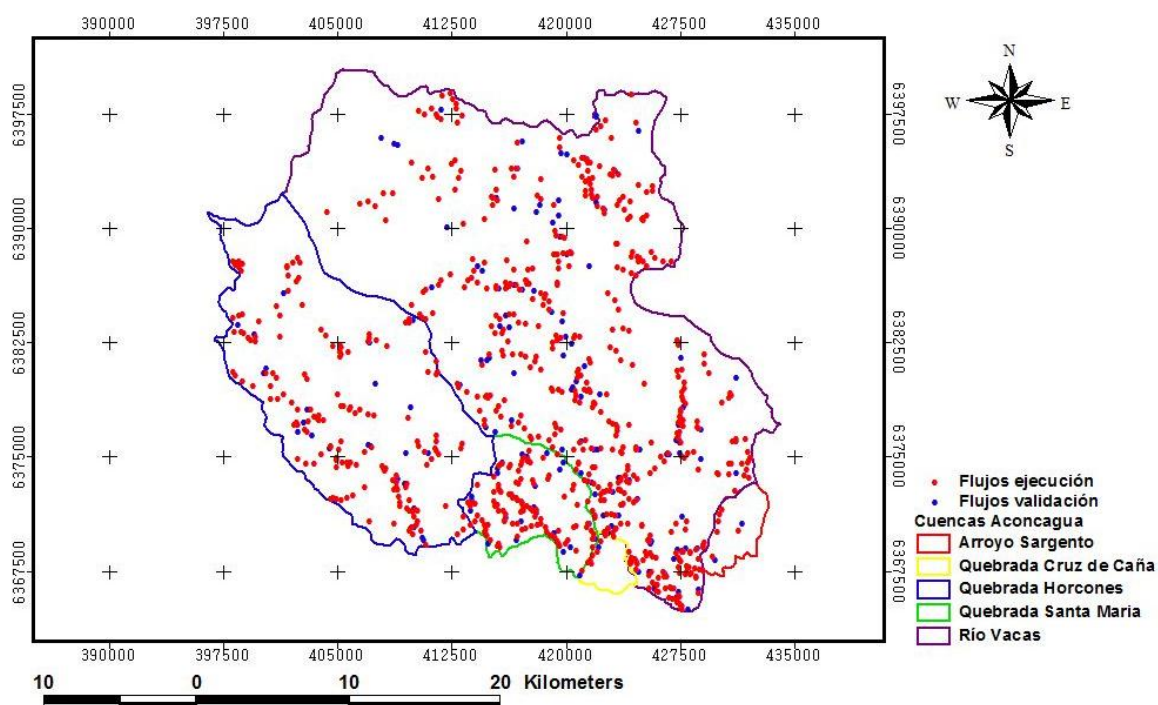 390000 397500 405000 412500 420000 427500 435000
N
W E
S
6397500 6397500
6390000 6390000
6382500 6382500
6375000 6375000
6367500 6367500
Flujos ejecución
Flujos validación
Cuencas Aconcagua
Arroyo Sargento
Quebrada Cruz de Caña
Quebrada Horcones
Quebrada Santa Maria
Río Vacas
390000 397500 405000 412500 420000 427500 435000
10 0 10 20 Kilometers